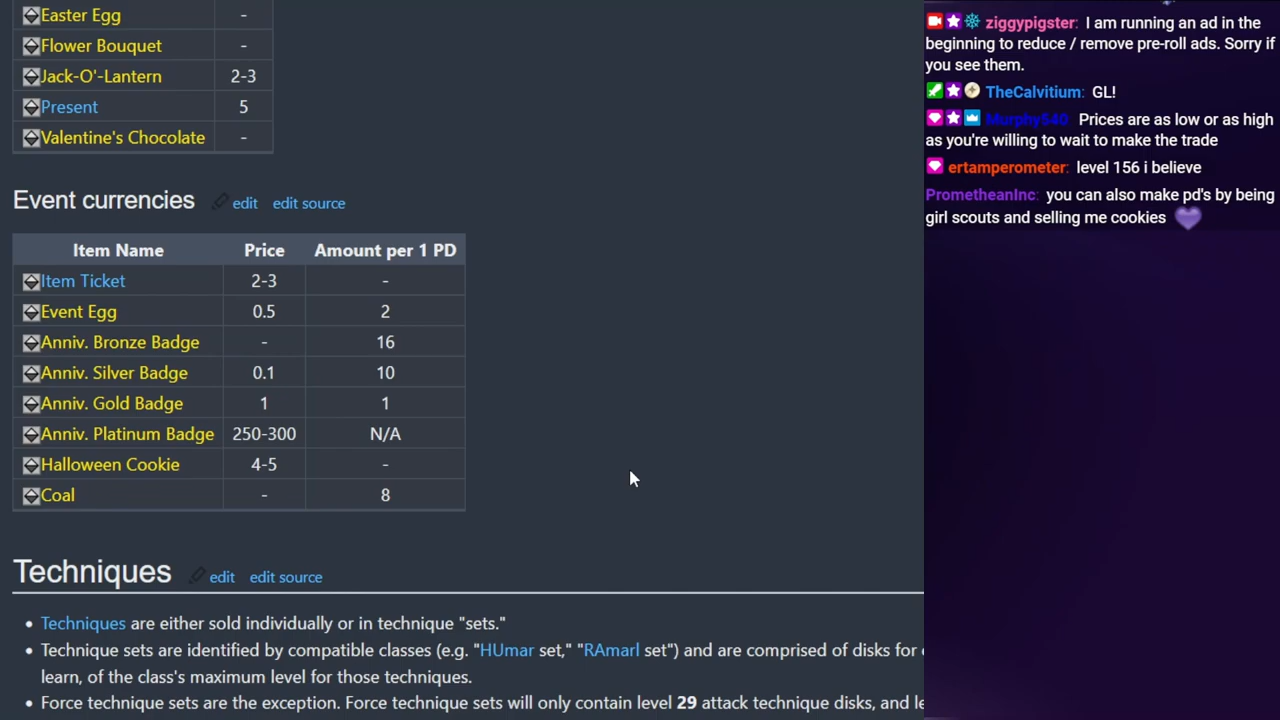 Easter Egg -
Flower Bouquet -
Jack-O'-Lantern 2-3
Present 5
Valentine's Chocolate -
Event currencies edit edit source
Item Name Price Amount per 1 PD
Item Ticket 2-3 -
Event Egg 0.5 2
Anniv. Bronze Badge - 16
Anniv. Silver Badge 0.1 10
Anniv. Gold Badge 1 1
Anniv. Platinum Badge 250-300 N/A
Halloween Cookie 4-5 -
Coal - 8
Techniques edit edit source
• Techniques are either sold individually or in technique "sets."
• Technique sets are identified by compatible classes (e.g. "HUmar set," "RAmarl set") and are comprised of disks for
learn, of the class's maximum level for those techniques.
• Force technique sets are the exception. Force technique sets will only contain level 29 attack technique disks, and
ziggypigster: I am running an ad in the
beginning to reduce / remove pre-roll ads. Sorry if
you see them.
TheCalvitium: GL!
Murphy540 Prices are as low or as high
as you're willing to wait to make the trade
ertamperometer: level 156 i believe
PrometheanInc: you can also make pd's by being
girl scouts and selling me cookies